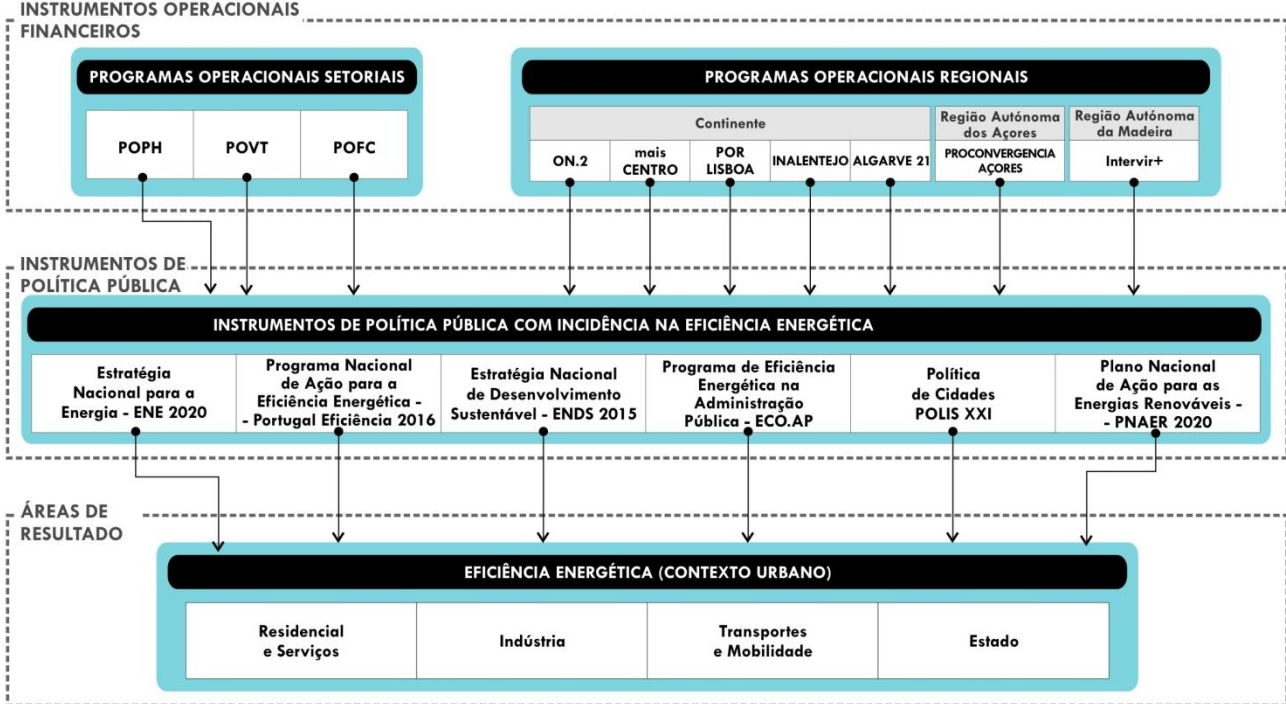 INSTRUMENTOS OPERACIONAIS
FINANCEIROS
PROGRAMAS OPERACIONAIS SETORIAIS
POPH
POVT
POFC
PROGRAMAS OPERACIONAIS REGIONAIS
Continente
Região Autónoma
dos Açores
Região Autónoma
da Madeira
ON.2
mais
CENTRO
POR
LISBOA
INALENTEJO
ALGARVE 21
PROCONVERGENCIA
AÇORES
Intervir+
INSTRUMENTOS DE
POLÍTICA PÚBLICA
INSTRUMENTOS DE POLÍTICA PÚBLICA COM INCIDÊNCIA NA EFICIÊNCIA ENERGÉTICA
Estratégia
Nacional para a
Energia - ENE 2020
Programa Nacional
de Ação para a
Eficiência Energética -
- Portugal Eficiência 2016
Estratégia Nacional
de Desenvolvimento
Sustentável - ENDS 2015
Programa de Eficiência
Energética na
Administração
Pública - ECO.AP
Política
de Cidades
POLIS XXI
Plano Nacional
de Ação para as
Energias Renováveis -
- PNAER 2020
ÁREAS DE
RESULTADO
EFICIÊNCIA ENERGÉTICA (CONTEXTO URBANO)
Residencial
e Serviços
Indústria
Transportes
e Mobilidade
Estado